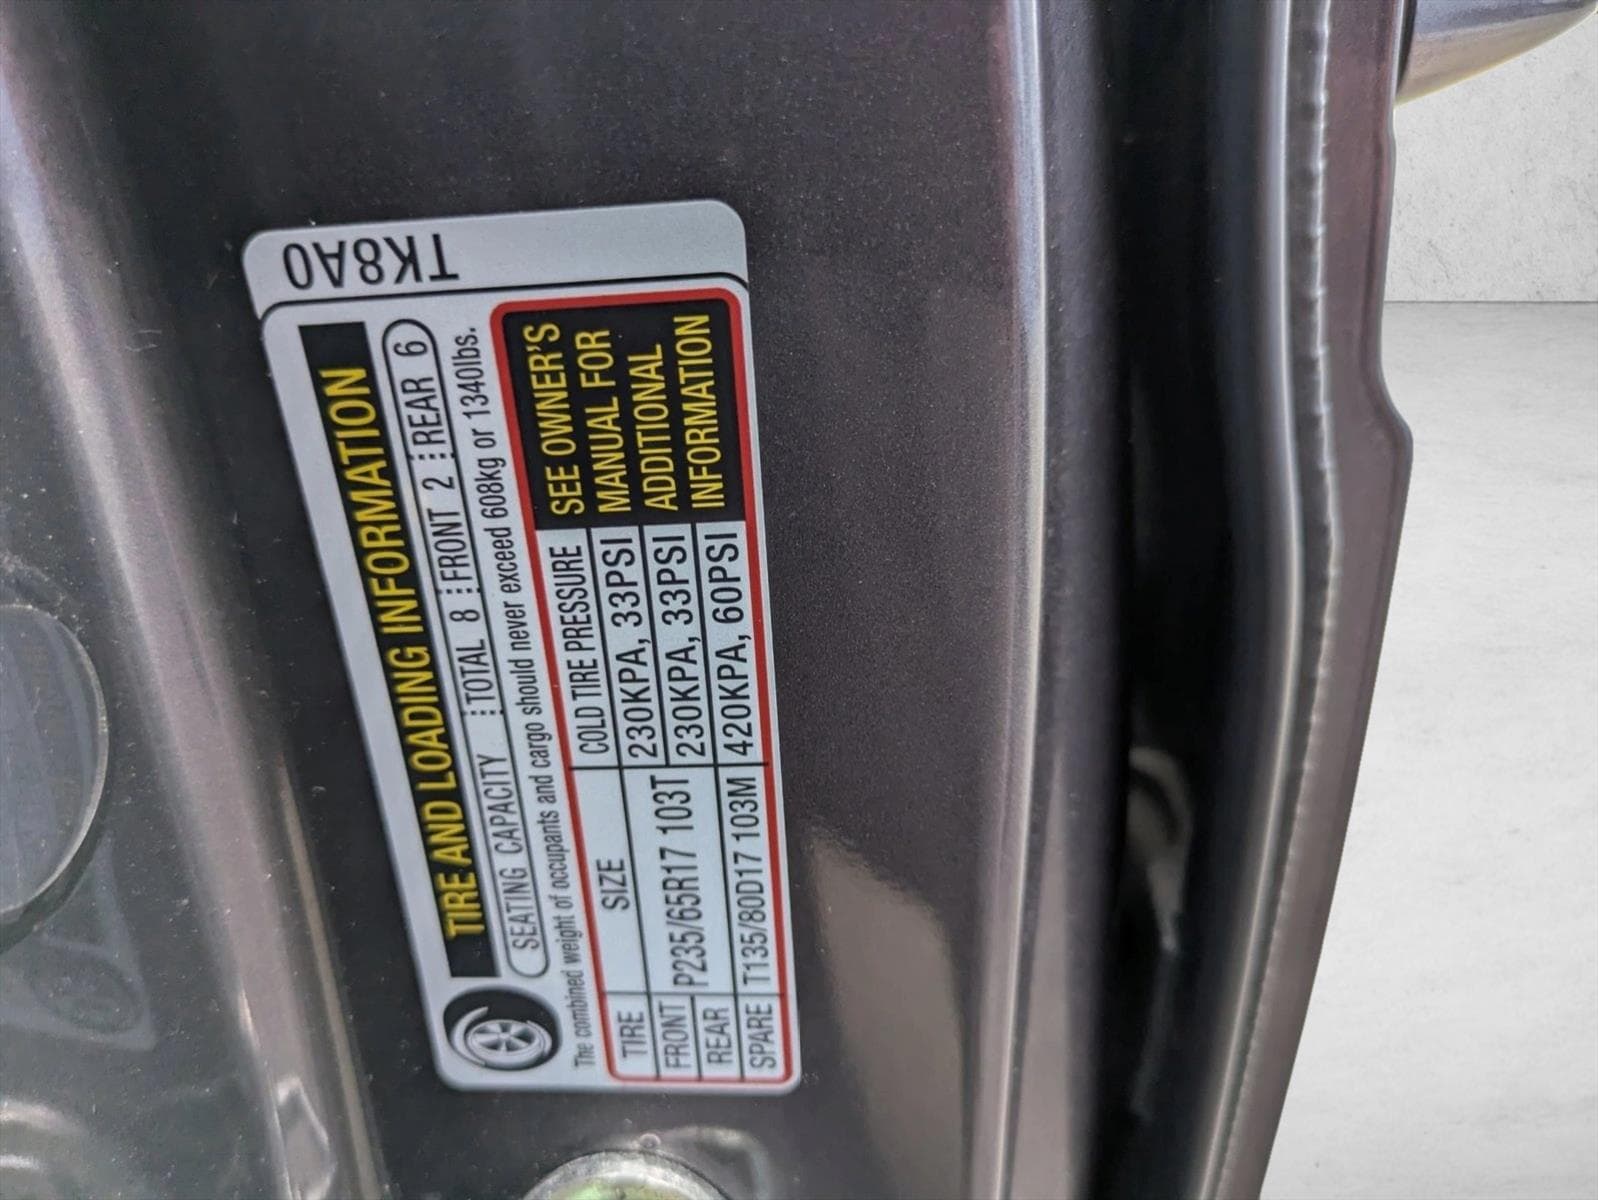 TK8A0
TIRE AND LOADING INFORMATION
SEATING CAPACITY TOTAL 8 FRONT 2 REAR 6
The combined weight of occupants and cargo should never exceed 608kg or 1340lbs.
TIRE SIZE COLD TIRE PRESSURE
FRONT P235/65R17 103T 230KPA, 33PSI
REAR 230KPA, 33PSI
SPARE T135/80D17 103M 420KPA, 60PSI
SEE OWNER'S
MANUAL FOR
ADDITIONAL
INFORMATION